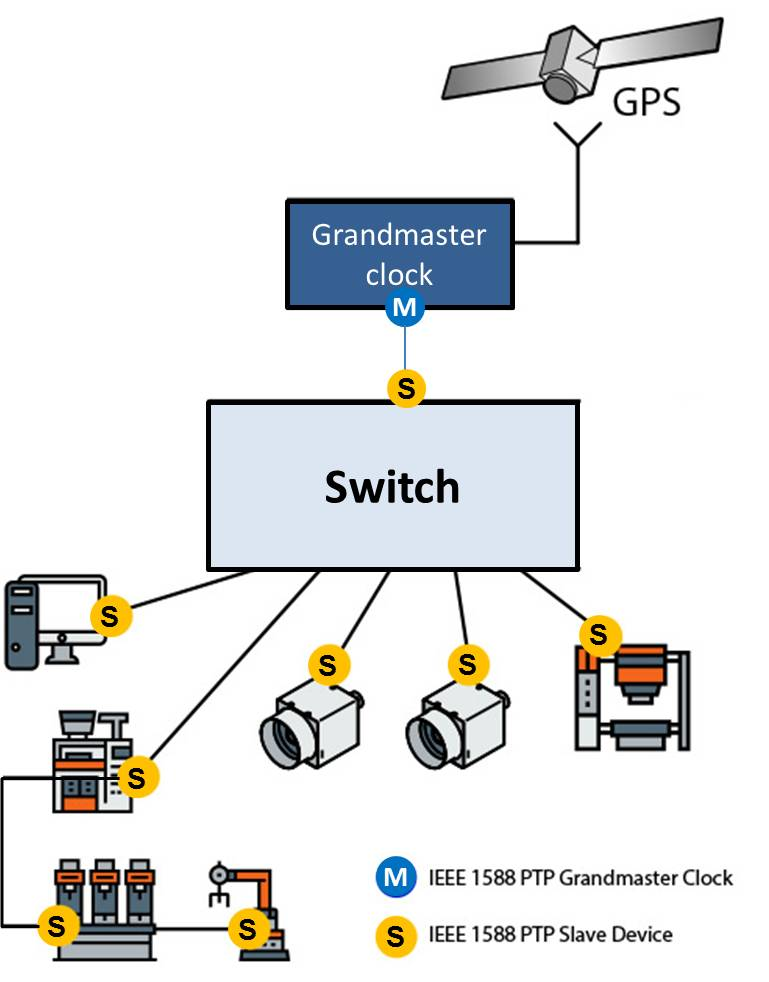 GPS
Grandmaster
clock
M
S
Switch
S
S
S
S
S
S
S
M IEEE 1588 PTP Grandmaster Clock
S IEEE 1588 PTP Slave Device